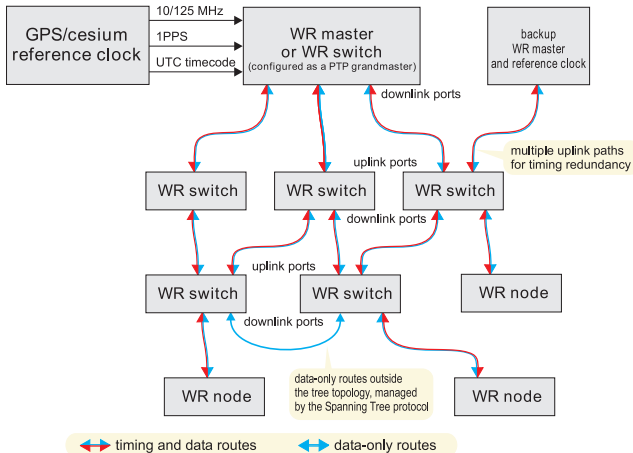 GPS/cesium
reference clock
10/125 MHz
1PPS
UTC timecode
WR master
or WR switch
(configured as a PTP grandmaster)
backup
WR master
and reference clock
downlink ports
multiple uplink paths
for timing redundancy
uplink ports
WR switch
WR switch
WR switch
downlink ports
uplink ports
WR switch
WR switch
WR node
downlink ports
data-only routes outside
the tree topology, managed
by the Spanning Tree protocol
WR node
WR node
timing and data routes
data-only routes